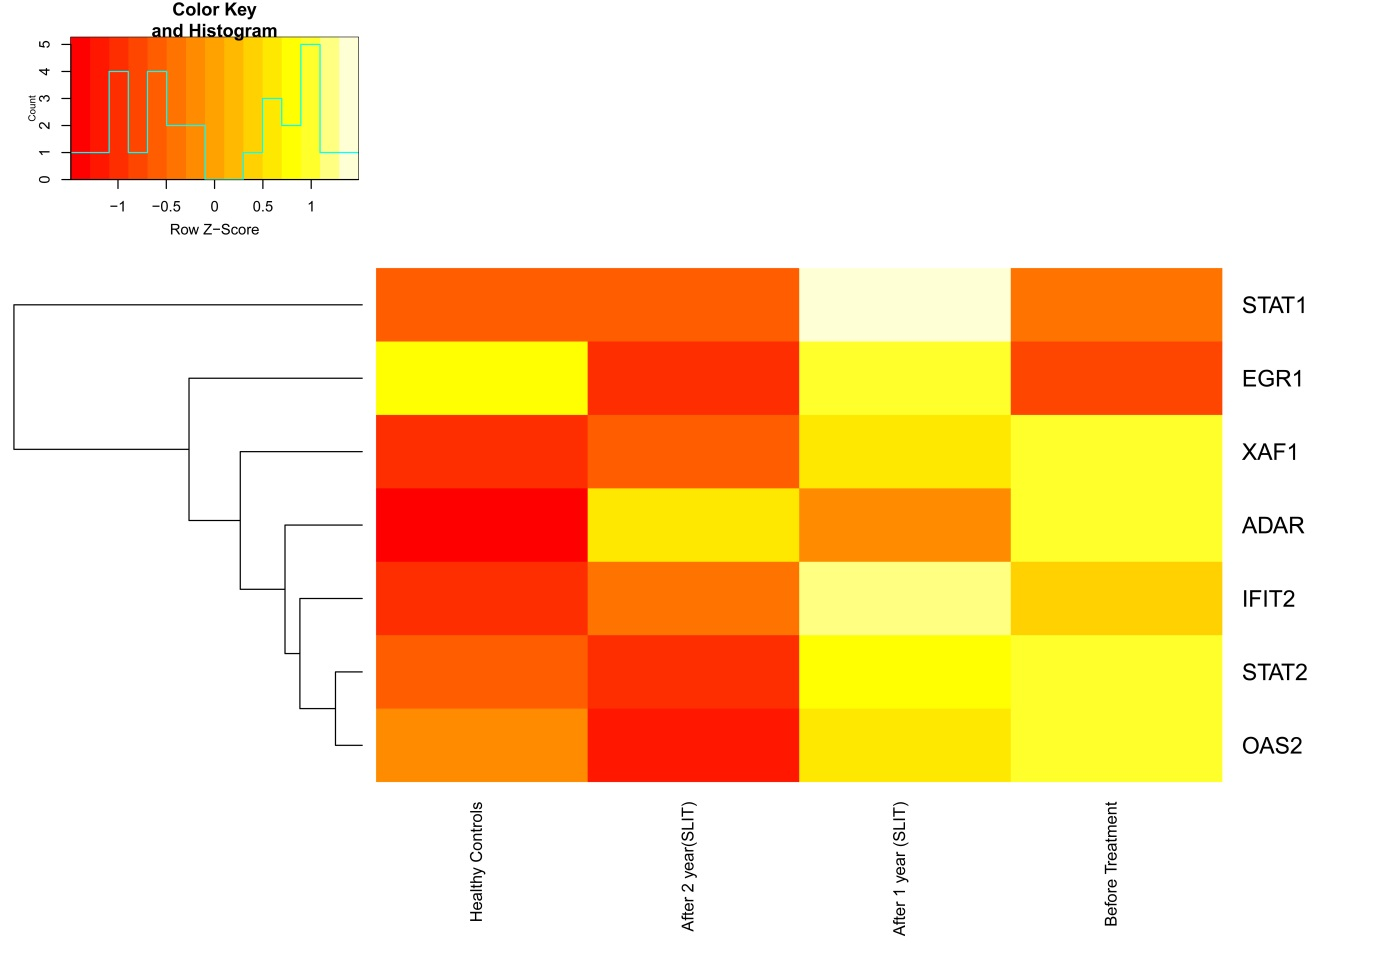 Color Key
and Histogram
Count
0
1
2
3
4
5
−1
−0.5
0
0.5
1
Row Z−Score
STAT1
EGR1
XAF1
ADAR
IFIT2
STAT2
OAS2
Healthy Controls
After 2 year(SLIT)
After 1 year (SLIT)
Before Treatment